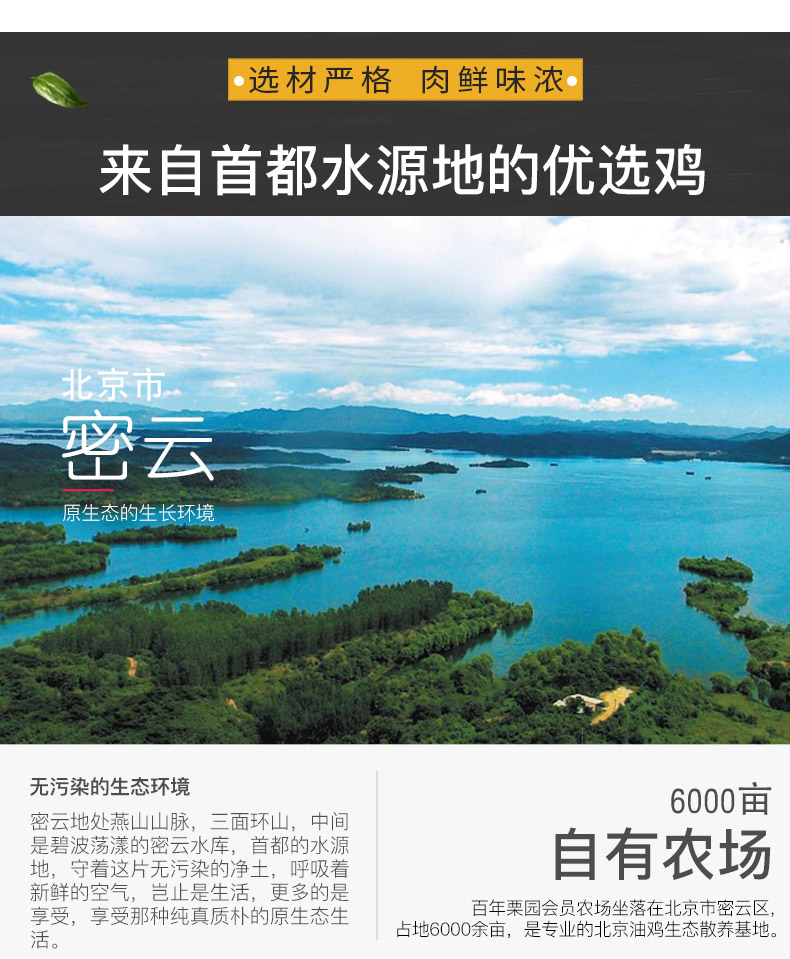 选材严格 肉鲜味浓
来自首都水源地的优选鸡
北京市
密云
原生态的生长环境
无污染的生态环境
密云地处燕山山脉，三面环山，中间
是碧波荡漾的密云水库，首都的水源
地，守着这片无污染的净土，呼吸着
新鲜的空气，岂止是生活，更多的是
享受，享受那种纯真质朴的原生态生
活。
6000亩
自有农场
百年栗园会员农场坐落在北京市密云区，
占地6000余亩，是专业的北京油鸡生态散养基地。